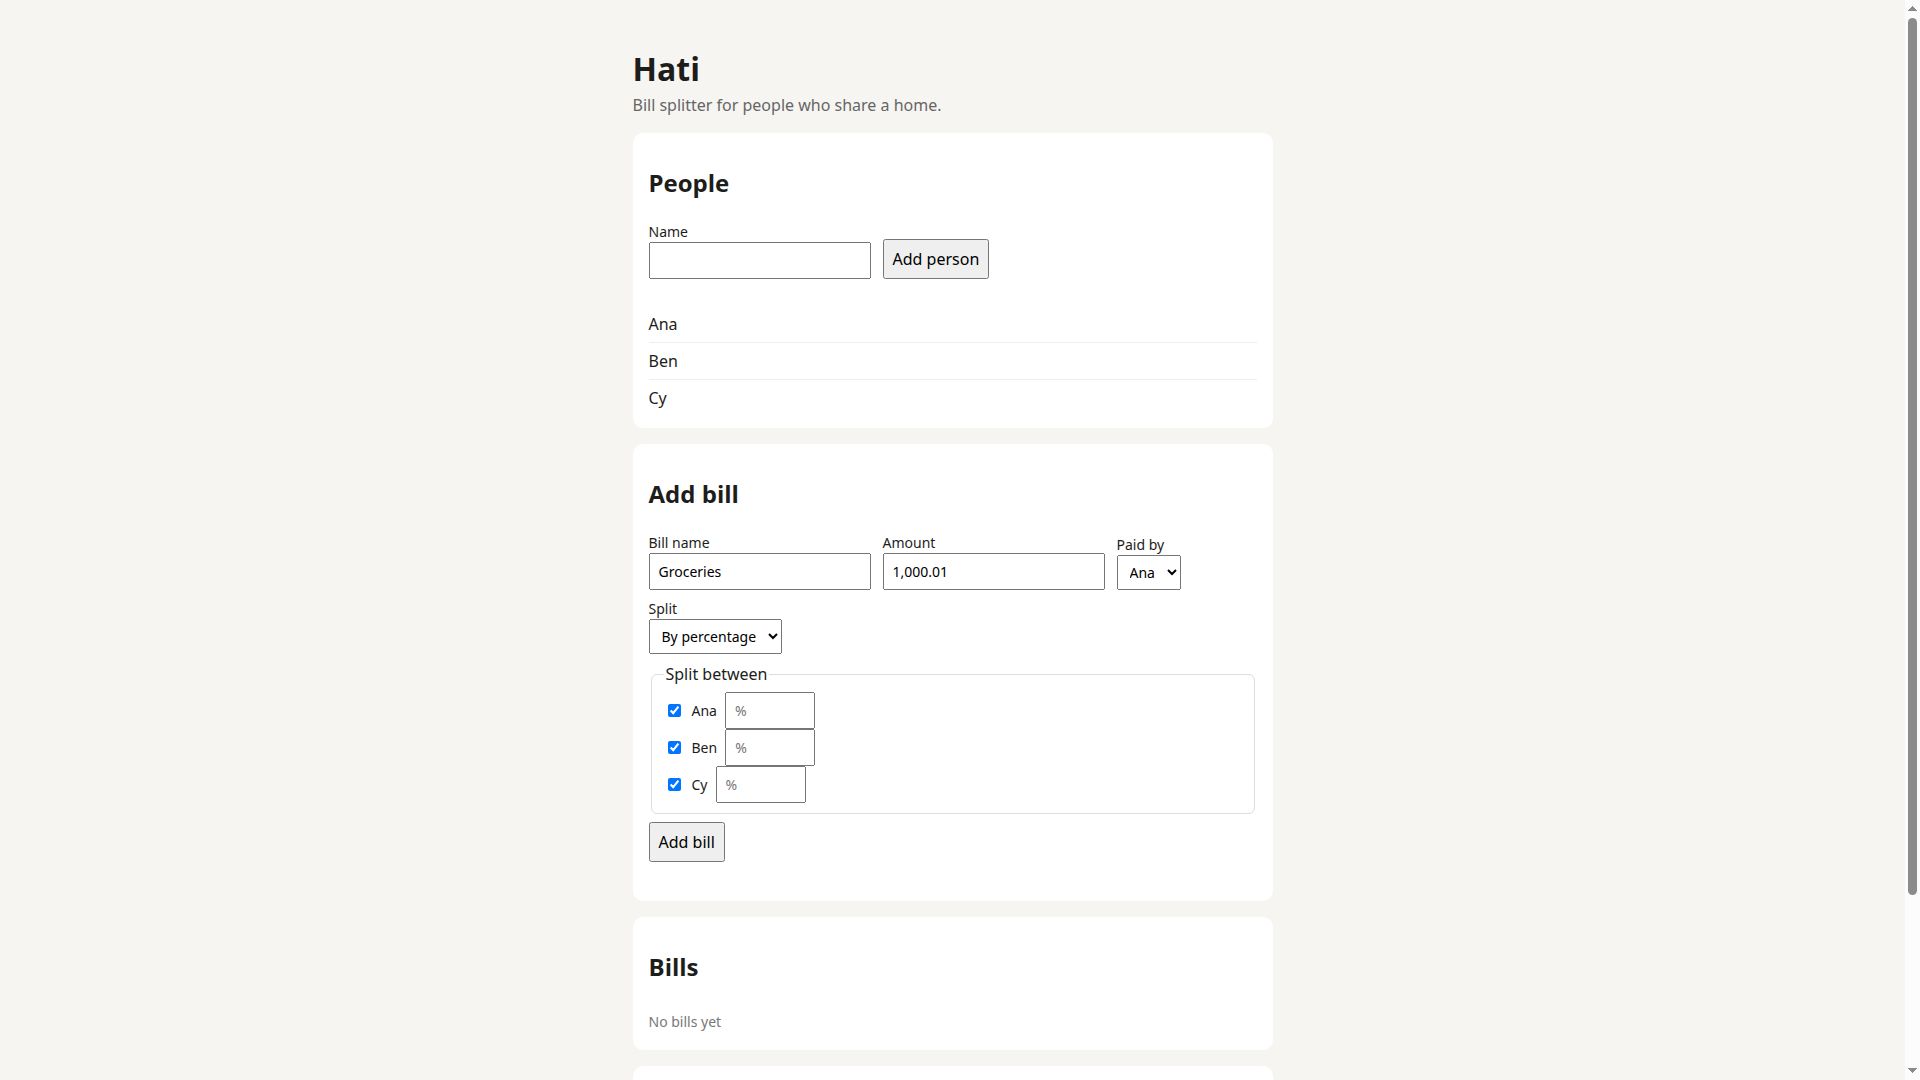 Hati
Bill splitter for people who share a home.
People
Name
Add person
Ana
Ben
Cy
Add bill
Bill name Amount Paid by
Groceries 1,000.01 Ana
Split
By percentage
Split between
Ana %
Ben %
Cy %
Add bill
Bills
No bills yet